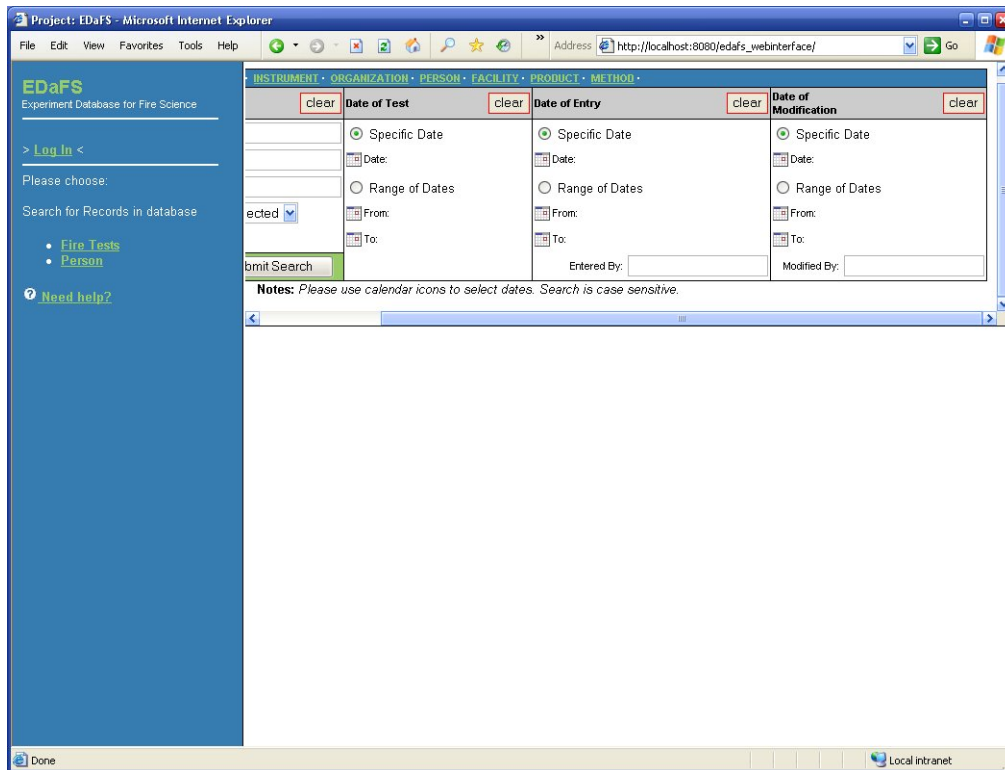 Project: EDaFS - Microsoft Internet Explorer
File Edit View Favorites Tools Help » Address http://localhost:8080/edafs_webinterface/ Go
EDaFS
Experiment Database for Fire Science
> Log In <
Please choose:
Search for Records in database
• Fire Tests
• Person
Need help?
· INSTRUMENT · ORGANIZATION · PERSON · FACILITY · PRODUCT · METHOD ·
clear Date of Test clear Date of Entry clear Date of Modification clear
Specific Date Specific Date Specific Date
Date: Date: Date:
Range of Dates Range of Dates Range of Dates
ected From: From: From:
To: To: To:
bmit Search Entered By: Modified By:
Notes: Please use calendar icons to select dates. Search is case sensitive.
Done Local intranet